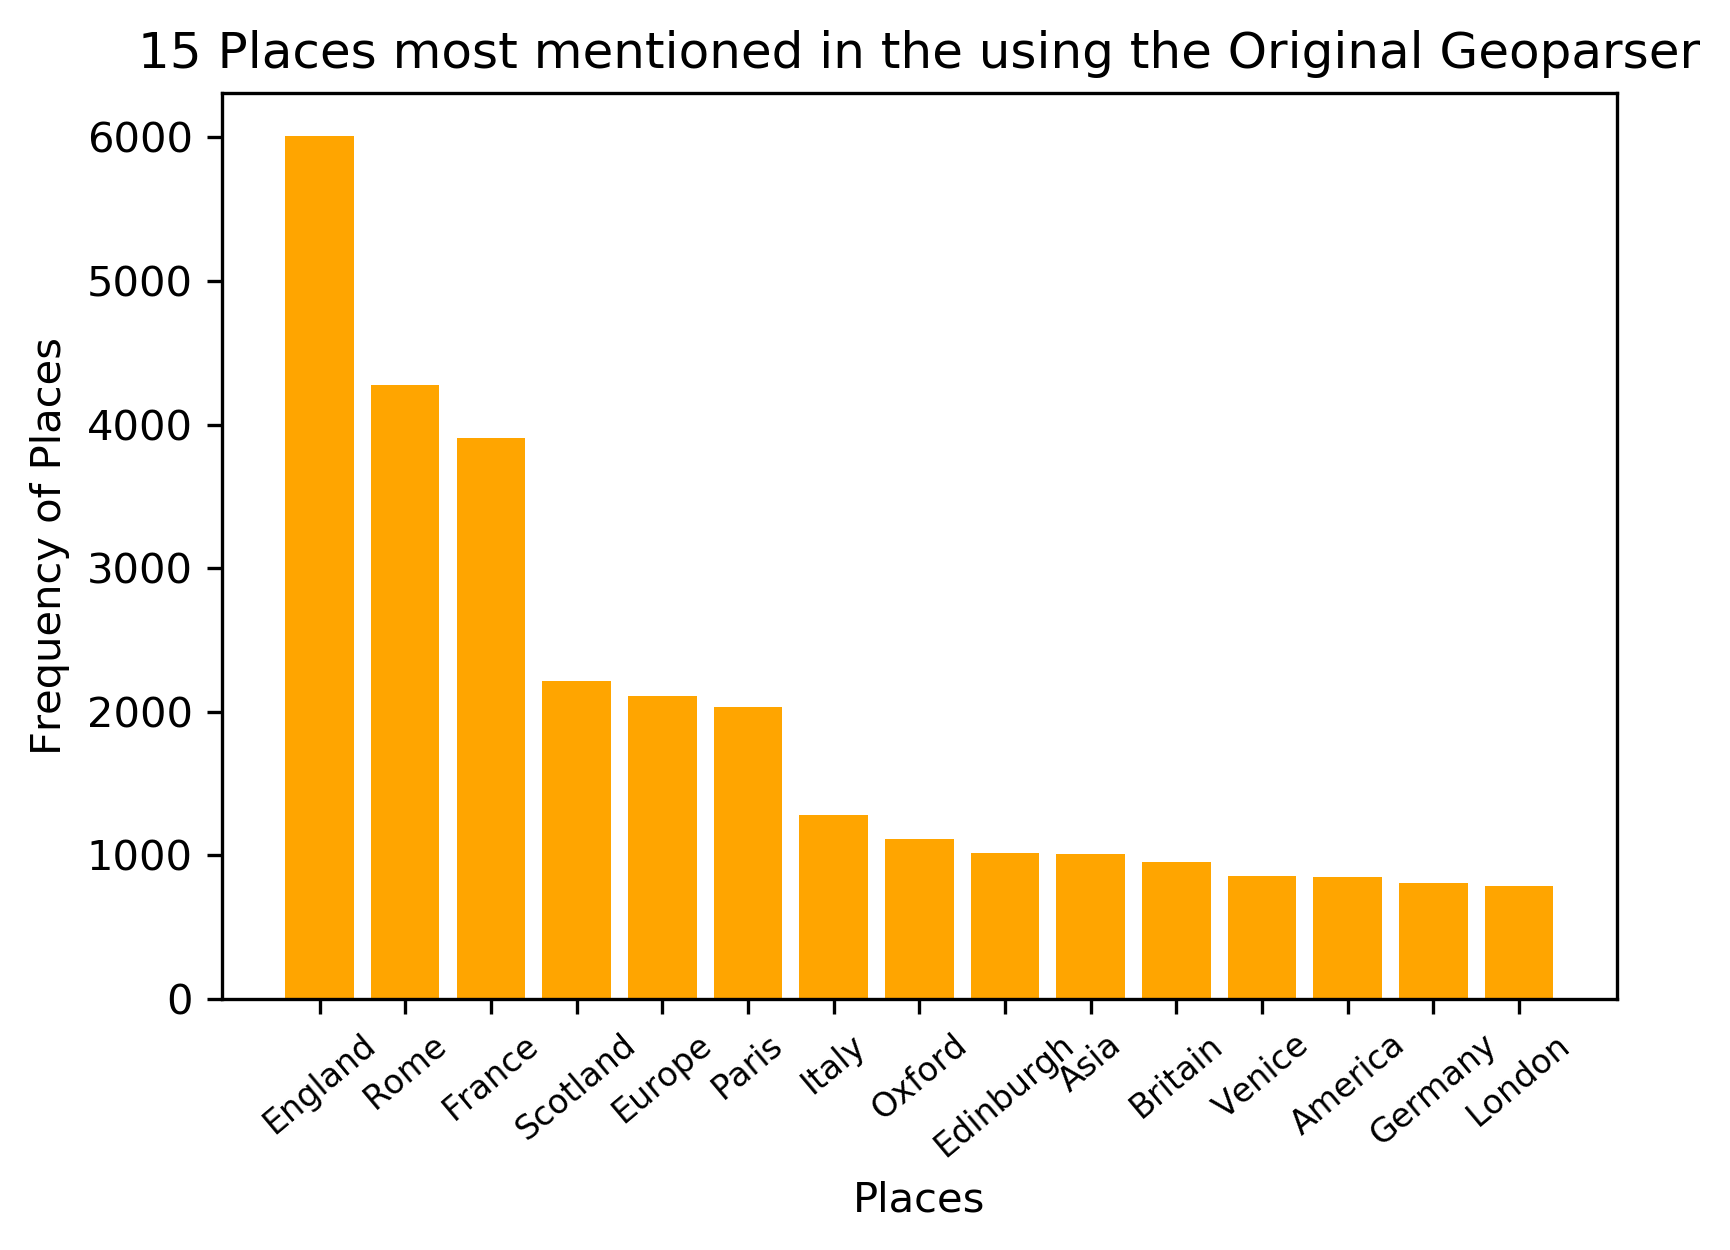 15 Places most mentioned in the using the Original Geoparser
Frequency of Places
6000
5000
4000
3000
2000
1000
0
England
Rome
France
Scotland
Europe
Paris
Italy
Oxford
Edinburgh
Asia
Britain
Venice
America
Germany
London
Places